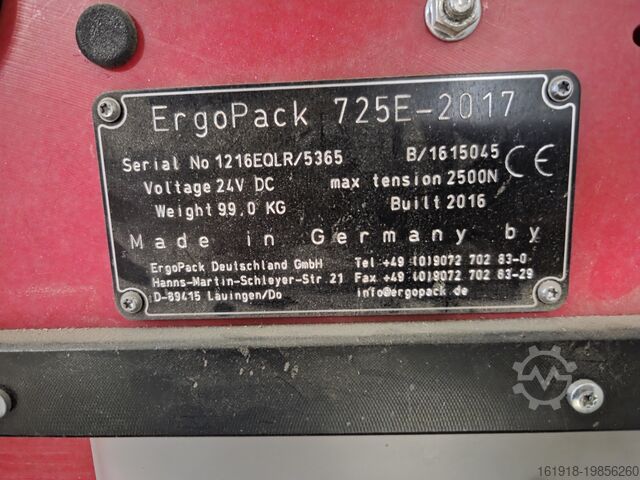 ErgoPack 725E-2017
Serial No 1216EQLR/5365 B/1615045 CE
Voltage 24V DC max tension 2500N
Weight 99,0 KG Built 2016
Made in Germany by
ErgoPack Deutschland GmbH Tel +49 (0)9072 702 83-0
Hanns-Martin-Schleyer-Str. 21 Fax +49 (0)9072 702 83-29
D-89415 Lauingen/Do info@ergopack.de
161918-19856260